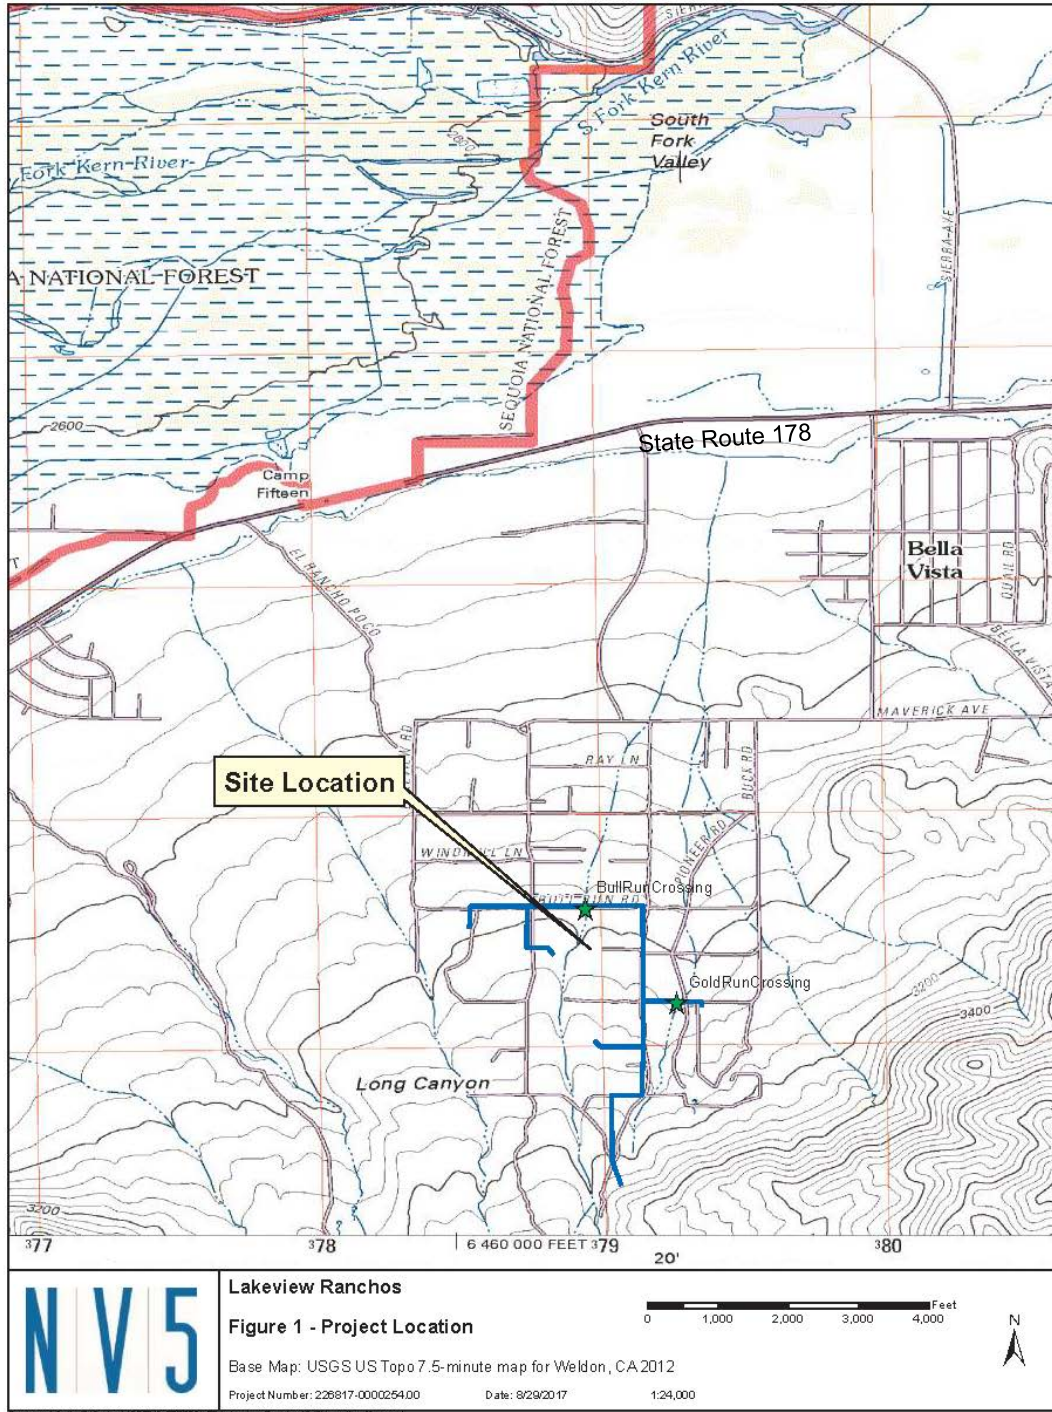 SIERR
S Fork Kern River
South
Fork
Valley
2800
Fork Kern River
SEQUOIA NATIONAL FOREST
SIERRA AVE
A NATIONAL FOREST
2600
State Route 178
Camp
Fifteen
T
EL RANCHO POCO
Bella
Vista
QUAIL RD
BELLA VISTA
MAVERICK AVE
RAY LN
BUCK RD
Site Location
PIONEER RD
WINDMILL LN
BullRunCrossing
BULL RUN RD
GoldRunCrossing
3200
3400
Long Canyon
3200
377
378
6 460 000 FEET
379
20'
380
NV5
Lakeview Ranchos
Figure 1 - Project Location
Base Map: USGS US Topo 7.5-minute map for Weldon, CA 2012
Project Number: 226817-0000254.00
Date: 8/29/2017
1:24,000
Feet
0 1,000 2,000 3,000 4,000
N